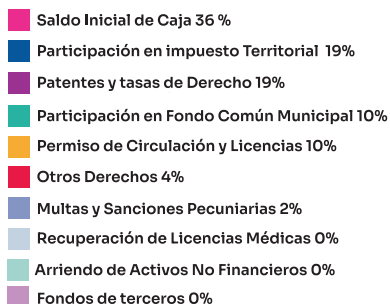 Saldo Inicial de Caja 36 %
Participación en impuesto Territorial 19%
Patentes y tasas de Derecho 19%
Participación en Fondo Común Municipal 10%
Permiso de Circulación y Licencias 10%
Otros Derechos 4%
Multas y Sanciones Pecuniarias 2%
Recuperación de Licencias Médicas 0%
Arriendo de Activos No Financieros 0%
Fondos de terceros 0%